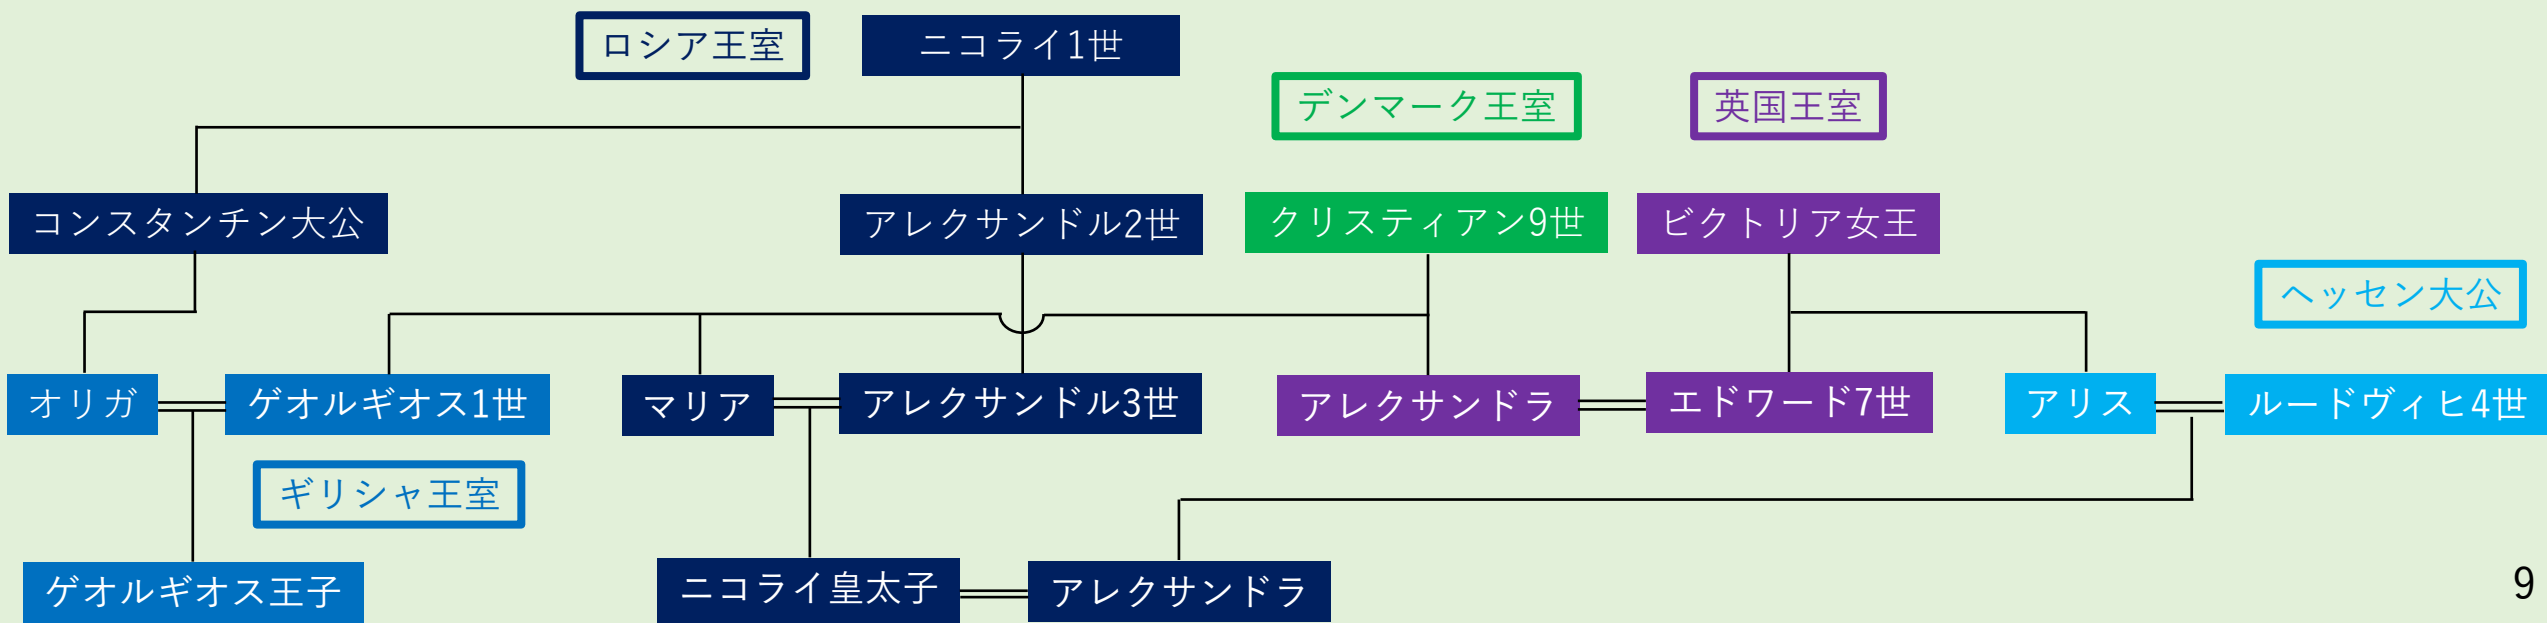 ロシア王室
ニコライ1世
デンマーク王室
英国王室
コンスタンチン大公
アレクサンドル2世
クリスティアン9世
ビクトリア女王
ヘッセン大公
オリガ
ゲオルギオス1世
マリア
アレクサンドル3世
アレクサンドラ
エドワード7世
アリス
ルードヴィヒ4世
ギリシャ王室
ゲオルギオス王子
ニコライ皇太子
アレクサンドラ
9